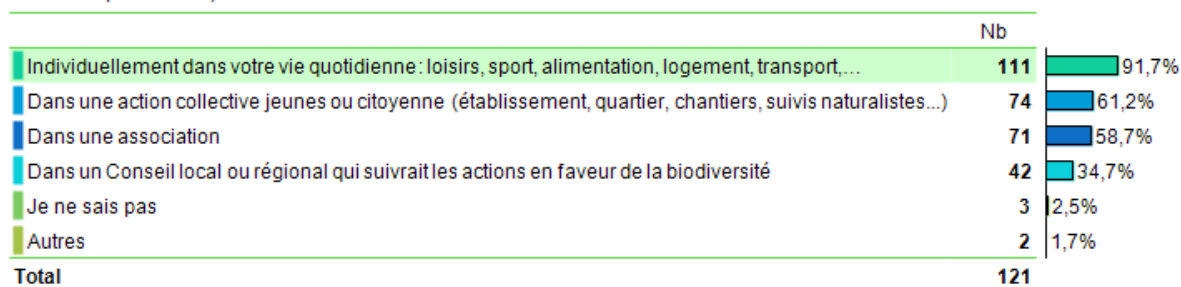 Nb
Individuellement dans votre vie quotidienne: loisirs, sport, alimentation, logement, transport,... 111 91,7%
Dans une action collective jeunes ou citoyenne (établissement, quartier, chantiers, suivis naturalistes...) 74 61,2%
Dans une association 71 58,7%
Dans un Conseil local ou régional qui suivrait les actions en faveur de la biodiversité 42 34,7%
Je ne sais pas 3 2,5%
Autres 2 1,7%
Total 121